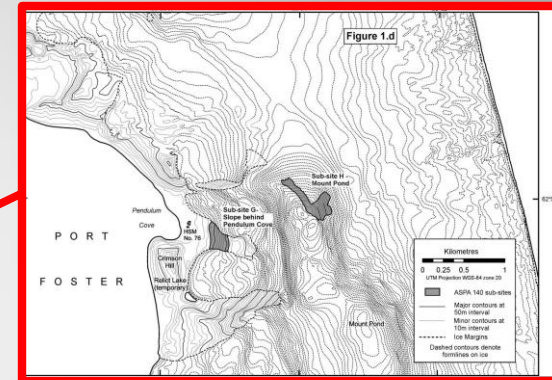 Figure 1.d
Sub-site H -
Mount Pond
Pendulum
Cove
Sub-site G-
Slope behind
Pendulum Cove
HSM
No. 76
PORT
FOSTER
Crimson
Hill
Relict Lake
(temporary)
Mount Pond
Kilometres
0 0.25 0.5 1
UTM Projection WGS-84 zone 20
ASPA 140 sub-sites
Major contours at
50m interval
Minor contours at
10m interval
Ice Margins
Dashed contours denote
formlines on ice